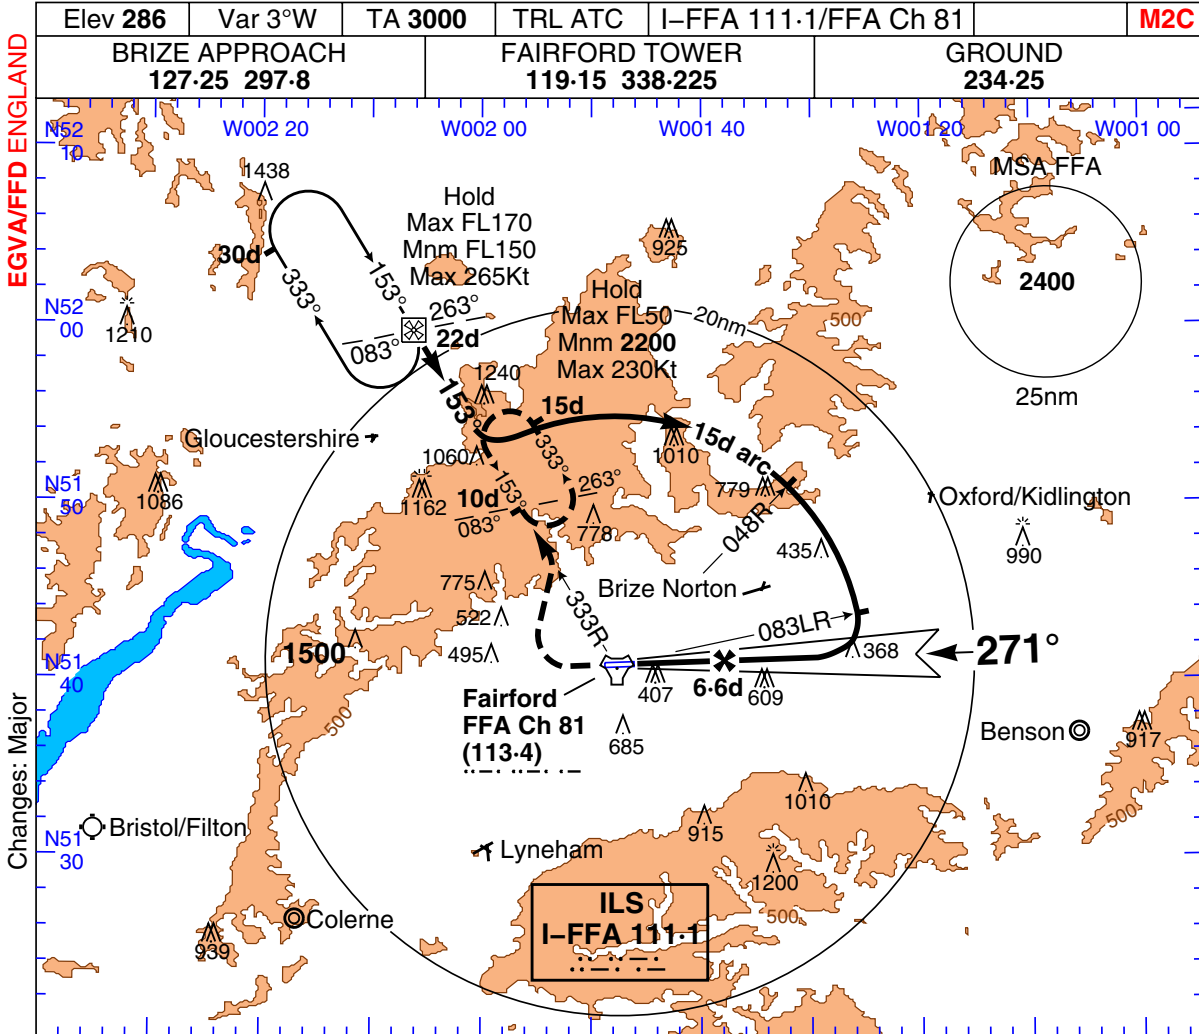 Elev 286
Var 3°W
TA 3000
TRL ATC
I–FFA 111·1/FFA Ch 81
M2C
BRIZE APPROACH
127·25 297·8
FAIRFORD TOWER
119·15 338·225
GROUND
234·25
EGVA/FFD ENGLAND
Changes: Major
N52
10
W002 20
W002 00
W001 40
W001 20
W001 00
MSA FFA
2400
25nm
1438
Hold
Max FL170
Mnm FL150
Max 265Kt
30d
333°
153°
263°
083°
22d
925
N52
00
1210
Hold
Max FL50
Mnm 2200
Max 230Kt
20nm
500
153°
1240
15d
15d arc
Gloucestershire
1060
333°
1010
1086
1162
10d
153°
263°
083°
778
779
N51
50
Oxford/Kidlington
990
048R
435
775
Brize Norton
522
333R
083LR
1500
495
368
271°
N51
40
407
6·6d
609
Fairford
FFA Ch 81
(113·4)
685
500
Benson
917
1010
915
500
Bristol/Filton
N51
30
Lyneham
1200
500
ILS
I–FFA 111·1
Colerne
939